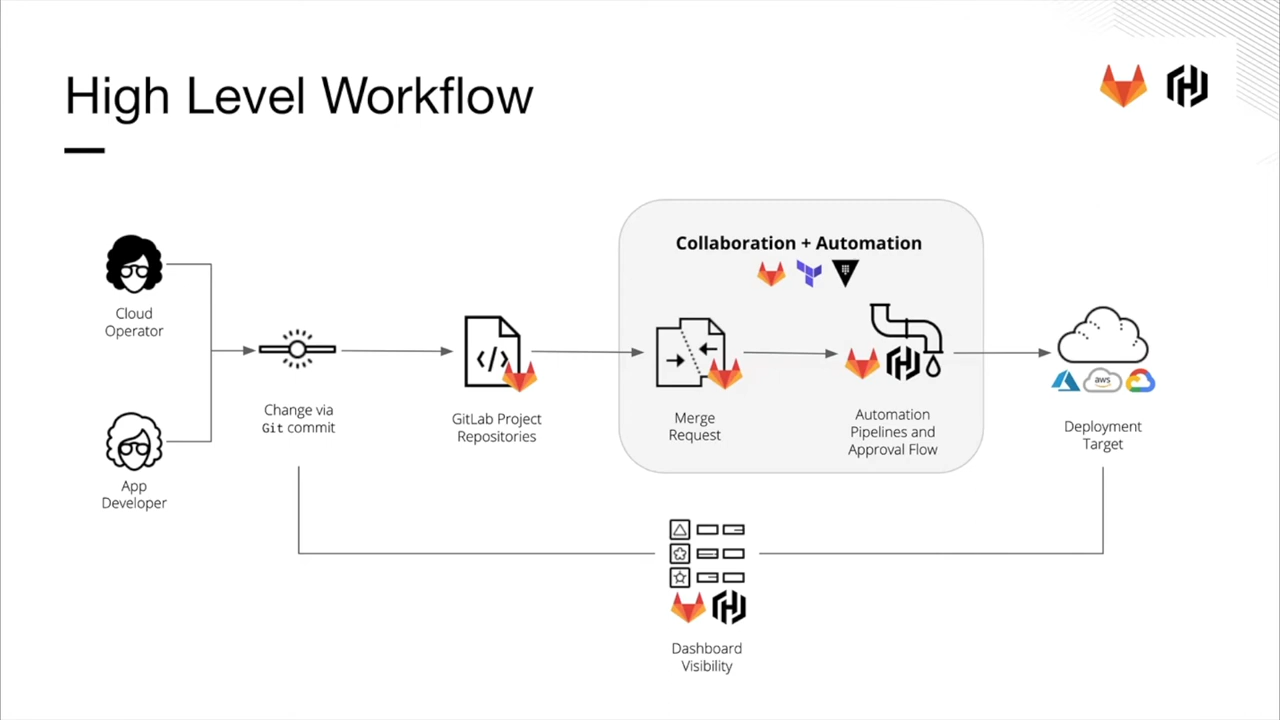 High Level Workflow
Collaboration + Automation
Cloud
Operator
App
Developer
Change via
Git commit
</>
GitLab Project
Repositories
Merge
Request
Automation
Pipelines and
Approval Flow
aws
Deployment
Target
Dashboard
Visibility